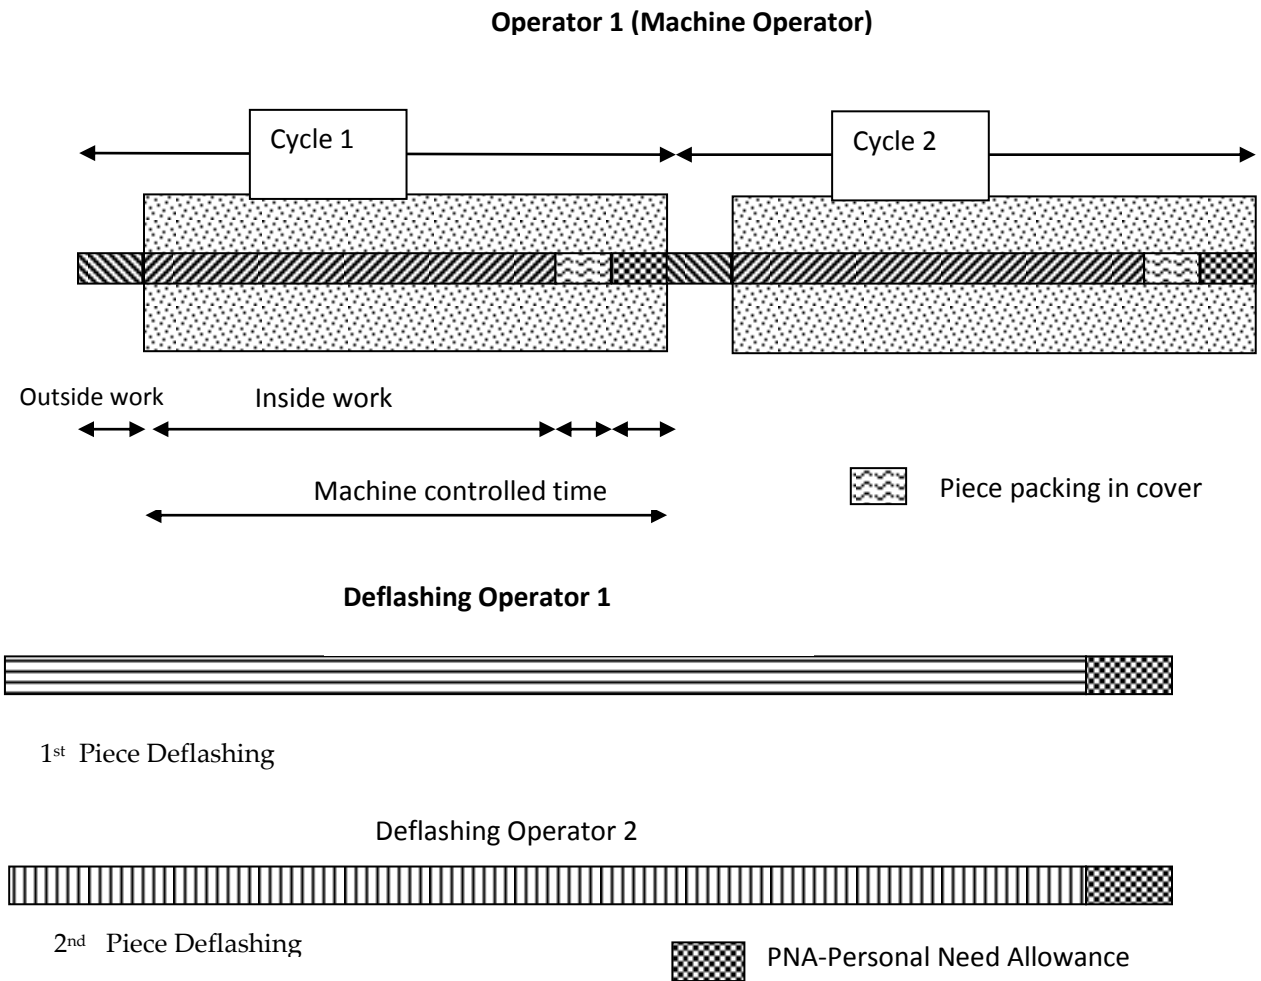 Operator 1 (Machine Operator)
Cycle 1
Cycle 2
Outside work
Inside work
Machine controlled time
Piece packing in cover
Deflashing Operator 1
1st Piece Deflashing
Deflashing Operator 2
2nd Piece Deflashing
PNA-Personal Need Allowance